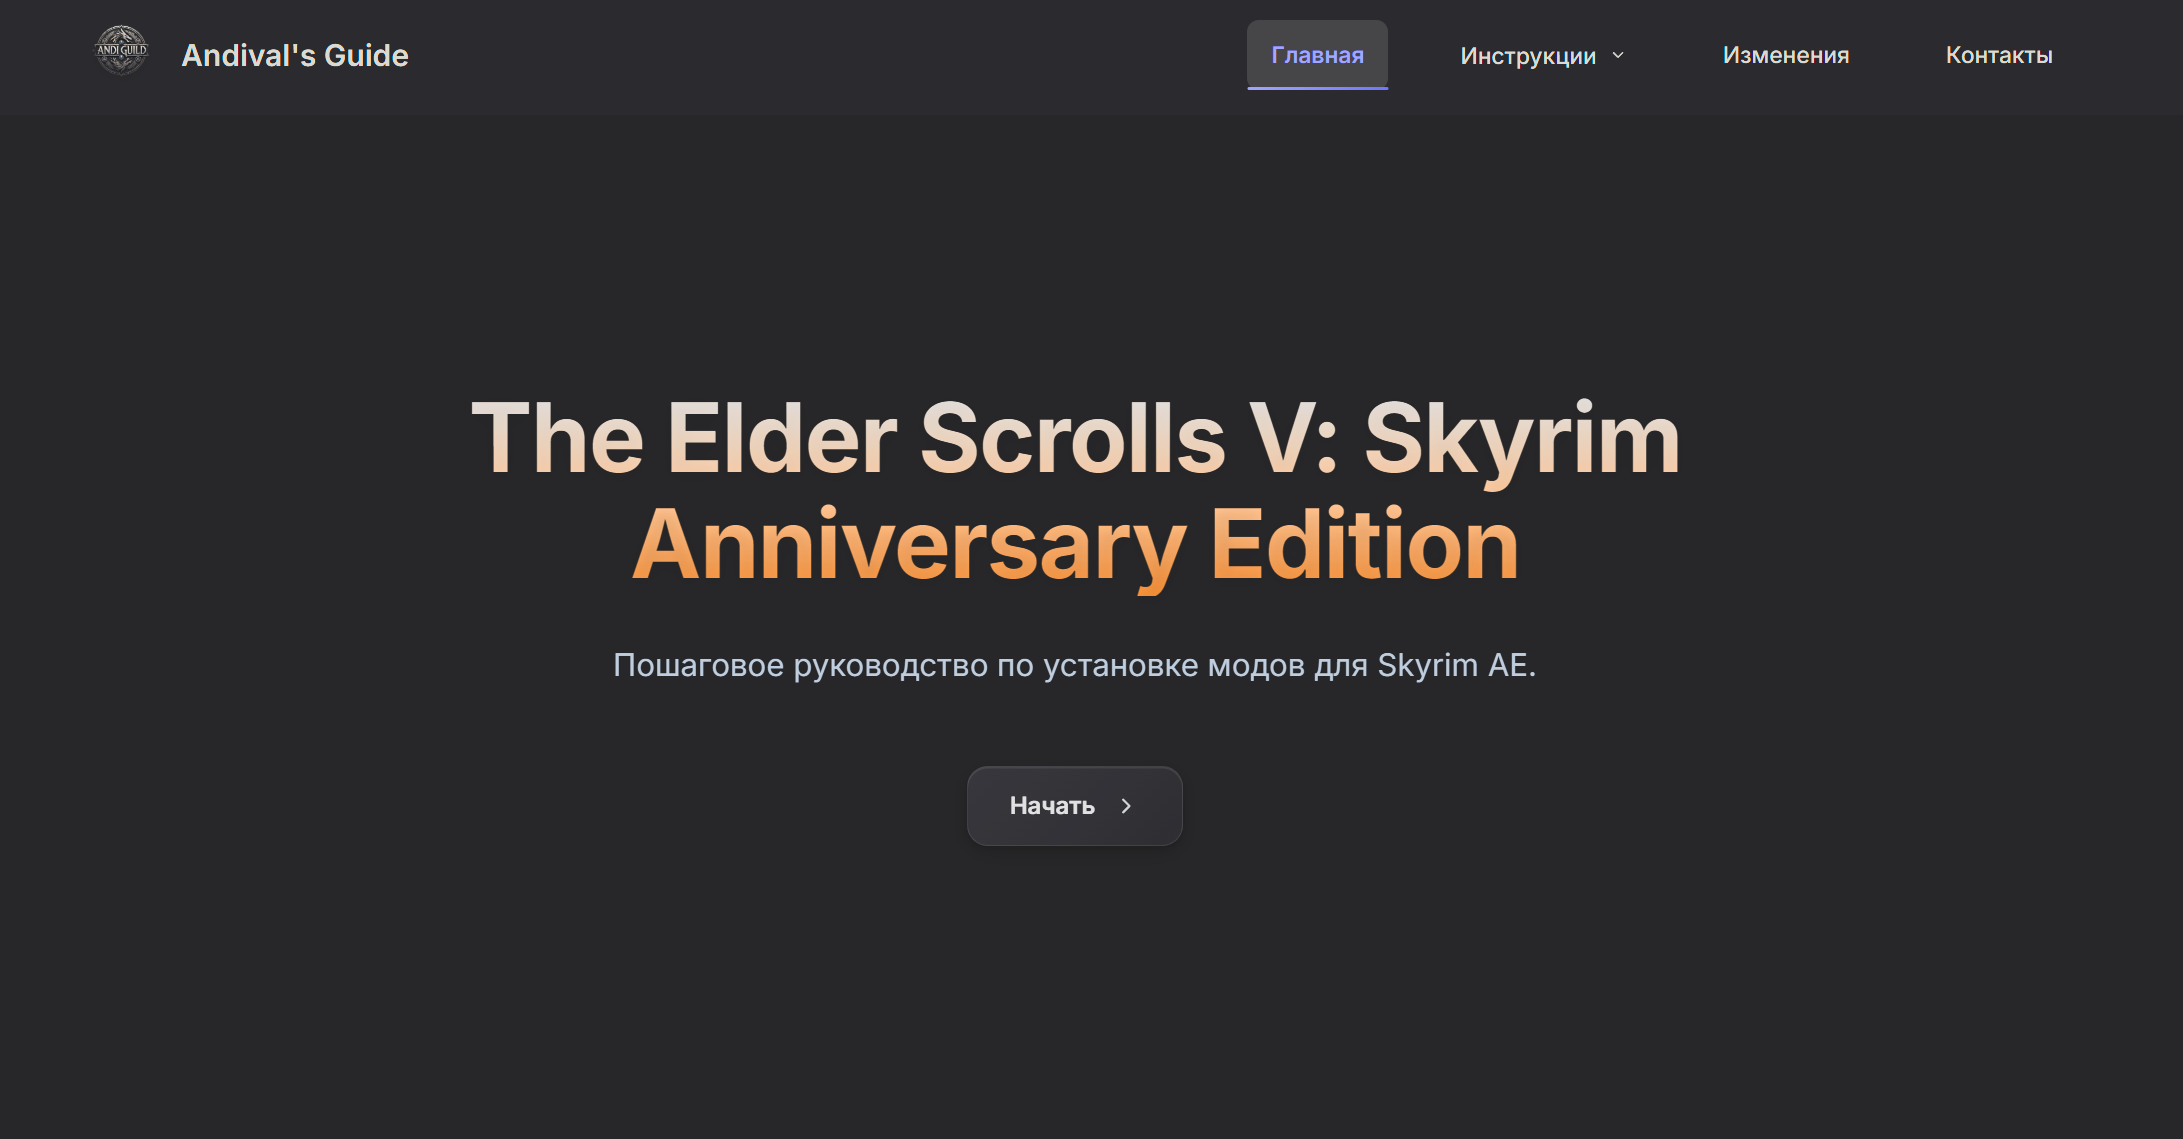 ANDI GUILD
Andival's Guide
Главная
Инструкции
Изменения
Контакты
The Elder Scrolls V: Skyrim
Anniversary Edition
Пошаговое руководство по установке модов для Skyrim AE.
Начать